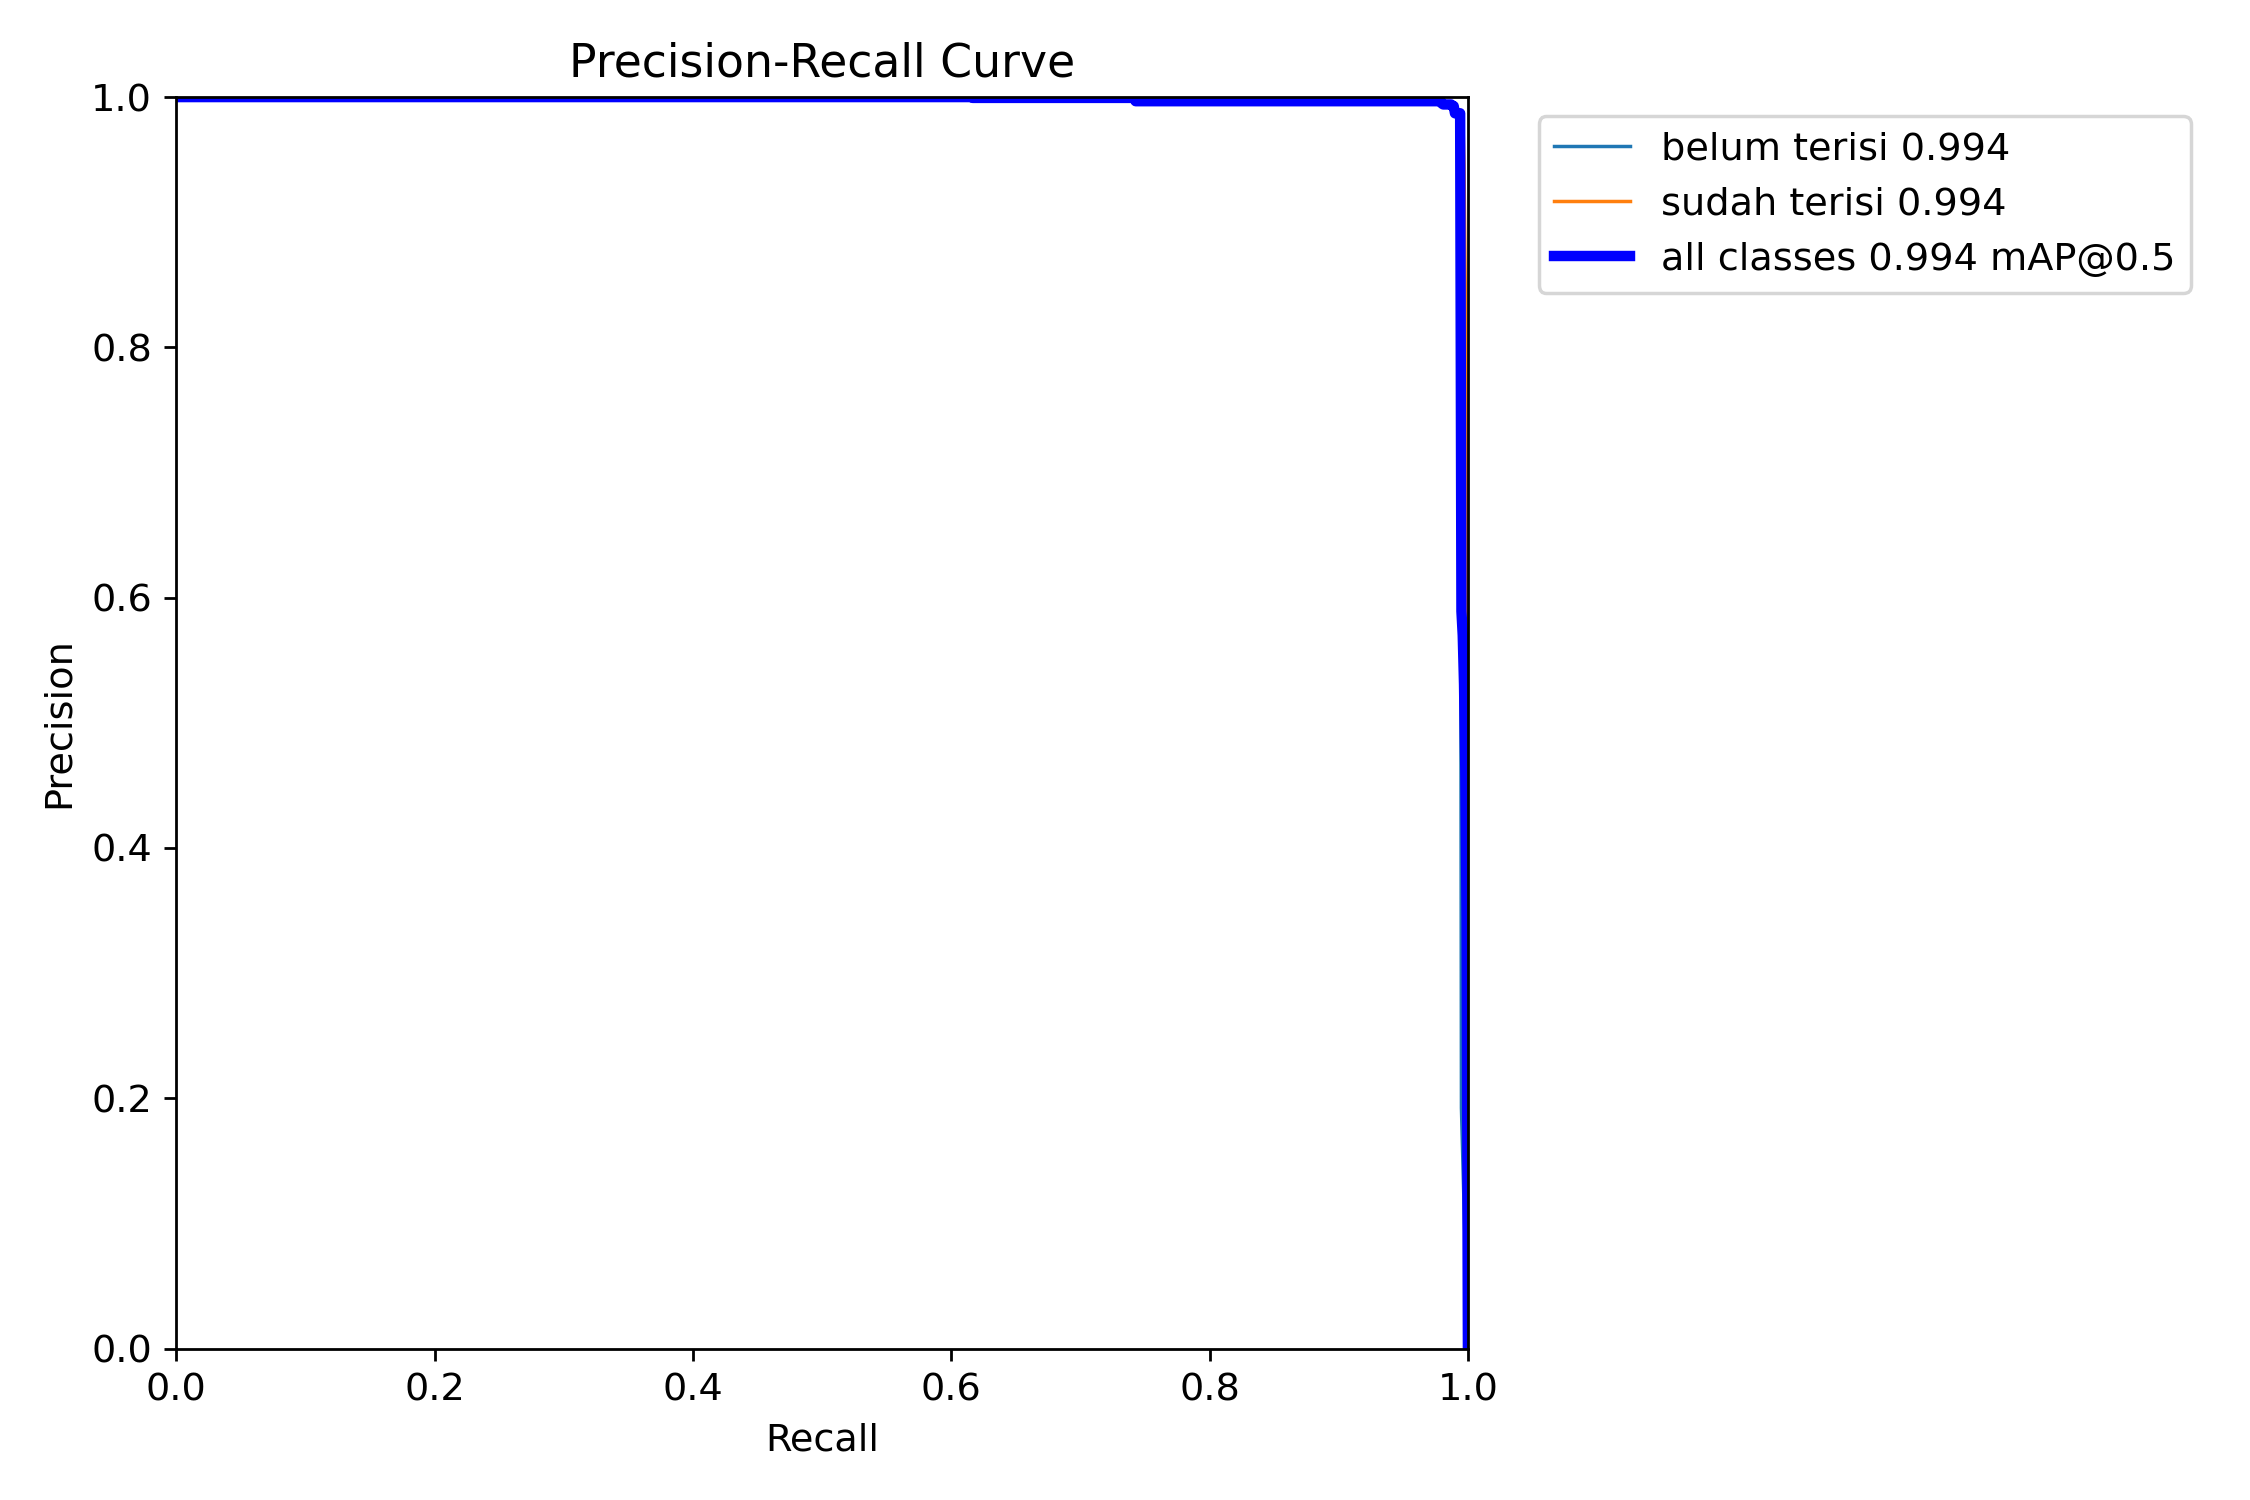 Precision-Recall Curve
1.0
0.8
0.6
0.4
0.2
0.0
Precision
0.0 0.2 0.4 0.6 0.8 1.0
Recall
belum terisi 0.994
sudah terisi 0.994
all classes 0.994 mAP@0.5